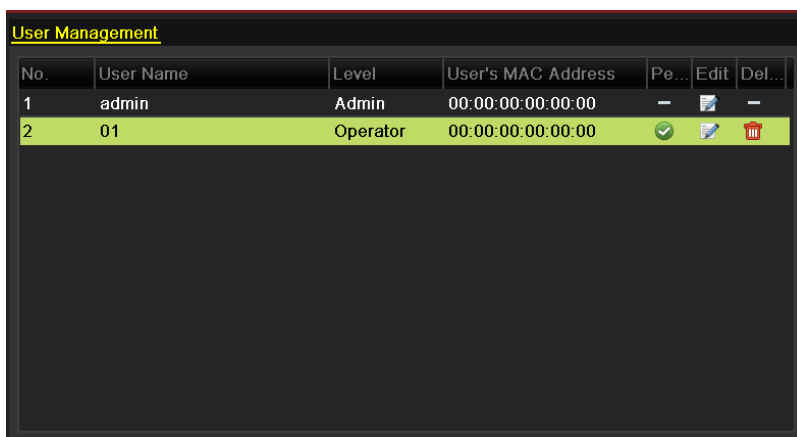 User Management
No. User Name Level User's MAC Address Pe... Edit Del...
1 admin Admin 00:00:00:00:00:00 –
2 01 Operator 00:00:00:00:00:00